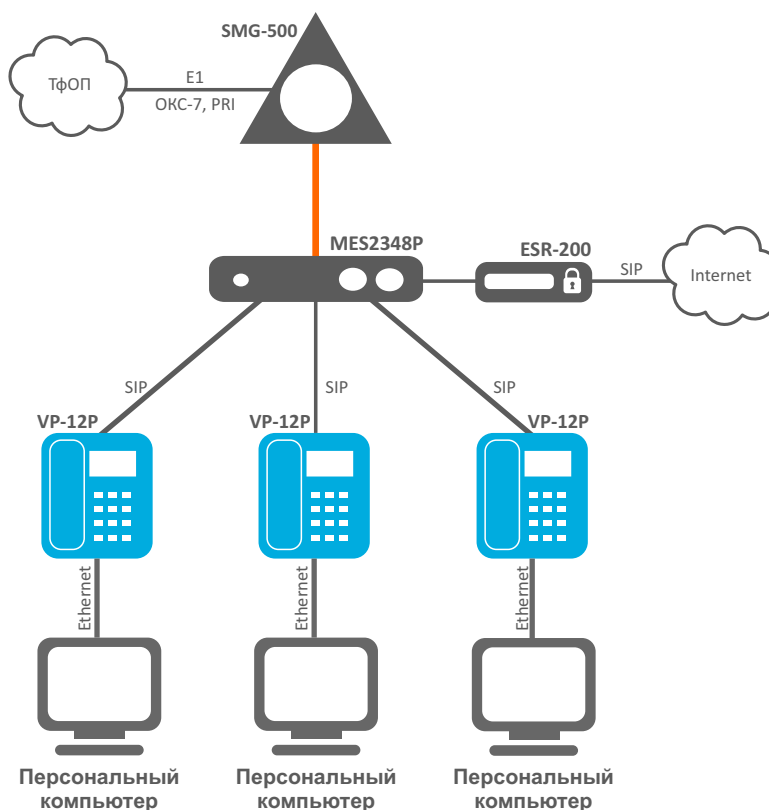 SMG-500
ТфОП
E1
ОКС-7, PRI
MES2348P
ESR-200
SIP
Internet
SIP
SIP
SIP
VP-12P
VP-12P
VP-12P
Ethernet
Ethernet
Ethernet
Персональный
компьютер
Персональный
компьютер
Персональный
компьютер